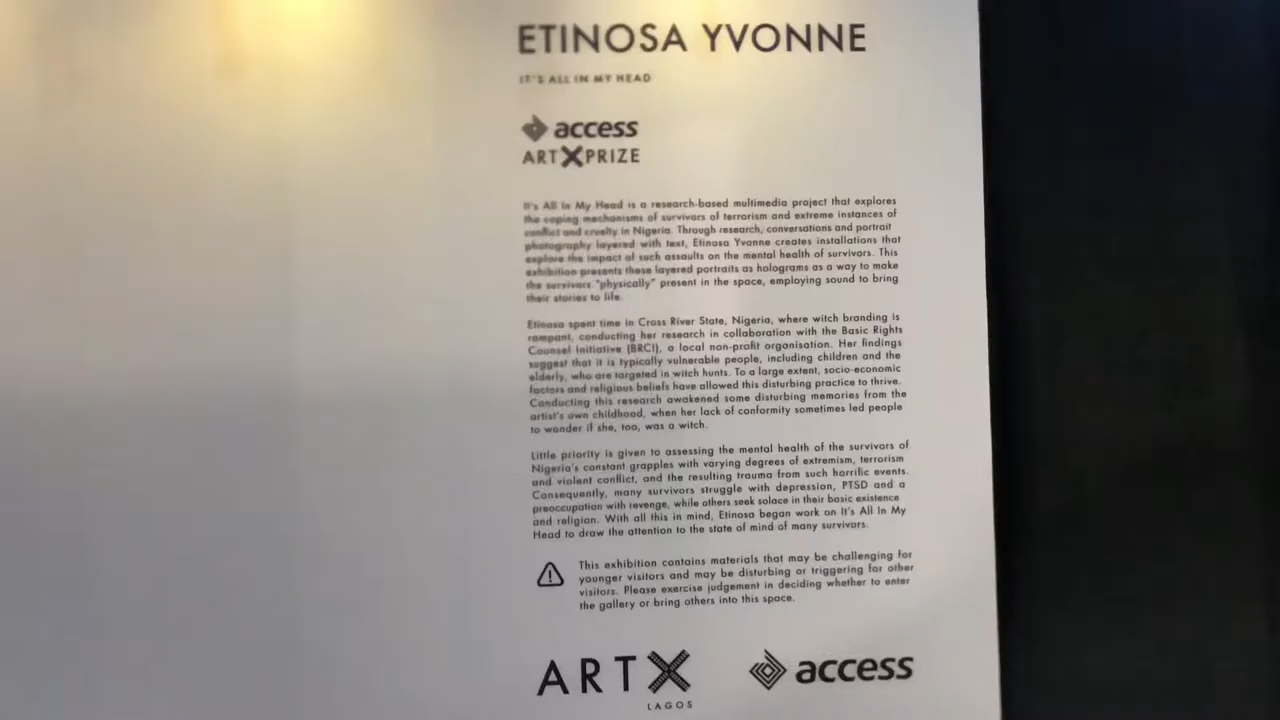 ETINOSA YVONNE
IT'S ALL IN MY HEAD
access
ART X PRIZE
It's All In My Head is a research-based multimedia project that explores
the coping mechanisms of survivors of terrorism and extreme instances of
conflict and cruelty in Nigeria. Through research, conversations and portrait
photography layered with text, Etinosa Yvonne creates installations that
explore the impact of such assaults on the mental health of survivors. This
exhibition presents these layered portraits as holograms as a way to make
the survivors "physically" present in the space, employing sound to bring
their stories to life.
Etinosa spent time in Cross River State, Nigeria, where witch branding is
rampant, conducting her research in collaboration with the Basic Rights
Counsel Initiative (BRCI), a local non-profit organisation. Her findings
suggest that it is typically vulnerable people, including children and the
elderly, who are targeted in witch hunts. To a large extent, socio-economic
factors and religious beliefs have allowed this disturbing practice to thrive.
Conducting this research awakened some disturbing memories from the
artist's own childhood, when her lack of conformity sometimes led people
to wonder if she, too, was a witch.
Little priority is given to assessing the mental health of the survivors of
Nigeria's constant grapples with varying degrees of extremism, terrorism
and violent conflict, and the resulting trauma from such horrific events.
Consequently, many survivors struggle with depression, PTSD and a
preoccupation with revenge, while others seek solace in their basic existence
and religion. With all this in mind, Etinosa began work on It's All In My
Head to draw the attention to the state of mind of many survivors.
This exhibition contains materials that may be challenging for
younger visitors and may be disturbing or triggering for other
visitors. Please exercise judgement in deciding whether to enter
the gallery or bring others into this space.
ART X
LAGOS
access